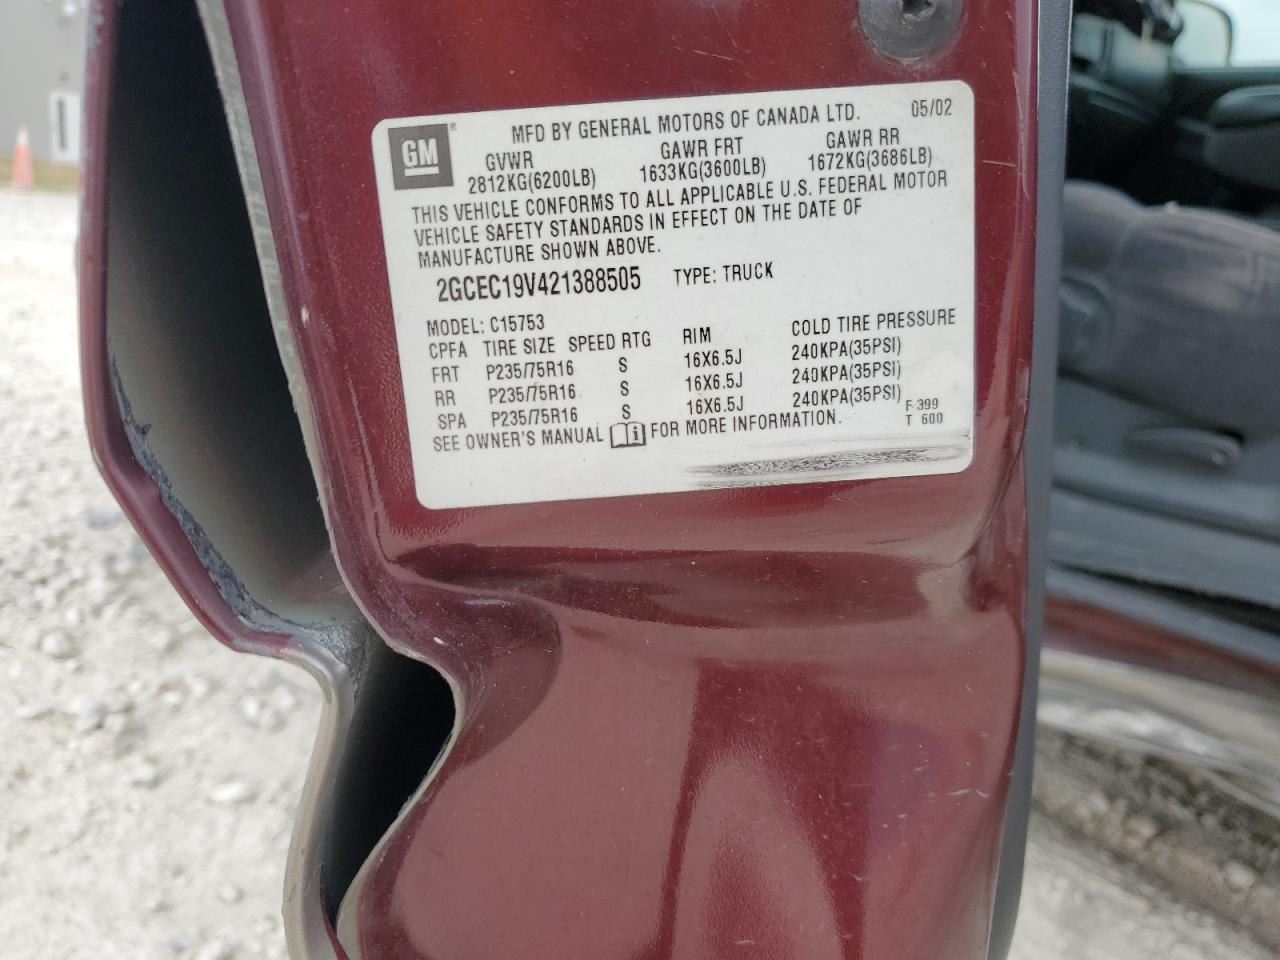 GM® MFD BY GENERAL MOTORS OF CANADA LTD. 05/02
GVWR GAWR FRT GAWR RR
2812KG(6200LB) 1633KG(3600LB) 1672KG(3686LB)
THIS VEHICLE CONFORMS TO ALL APPLICABLE U.S. FEDERAL MOTOR
VEHICLE SAFETY STANDARDS IN EFFECT ON THE DATE OF
MANUFACTURE SHOWN ABOVE.
2GCEC19V421388505 TYPE: TRUCK
MODEL: C15753
CPFA TIRE SIZE SPEED RTG RIM COLD TIRE PRESSURE
FRT P235/75R16 S 16X6.5J 240KPA(35PSI)
RR P235/75R16 S 16X6.5J 240KPA(35PSI)
SPA P235/75R16 S 16X6.5J 240KPA(35PSI)
SEE OWNER'S MANUAL i FOR MORE INFORMATION. F 399
T 600